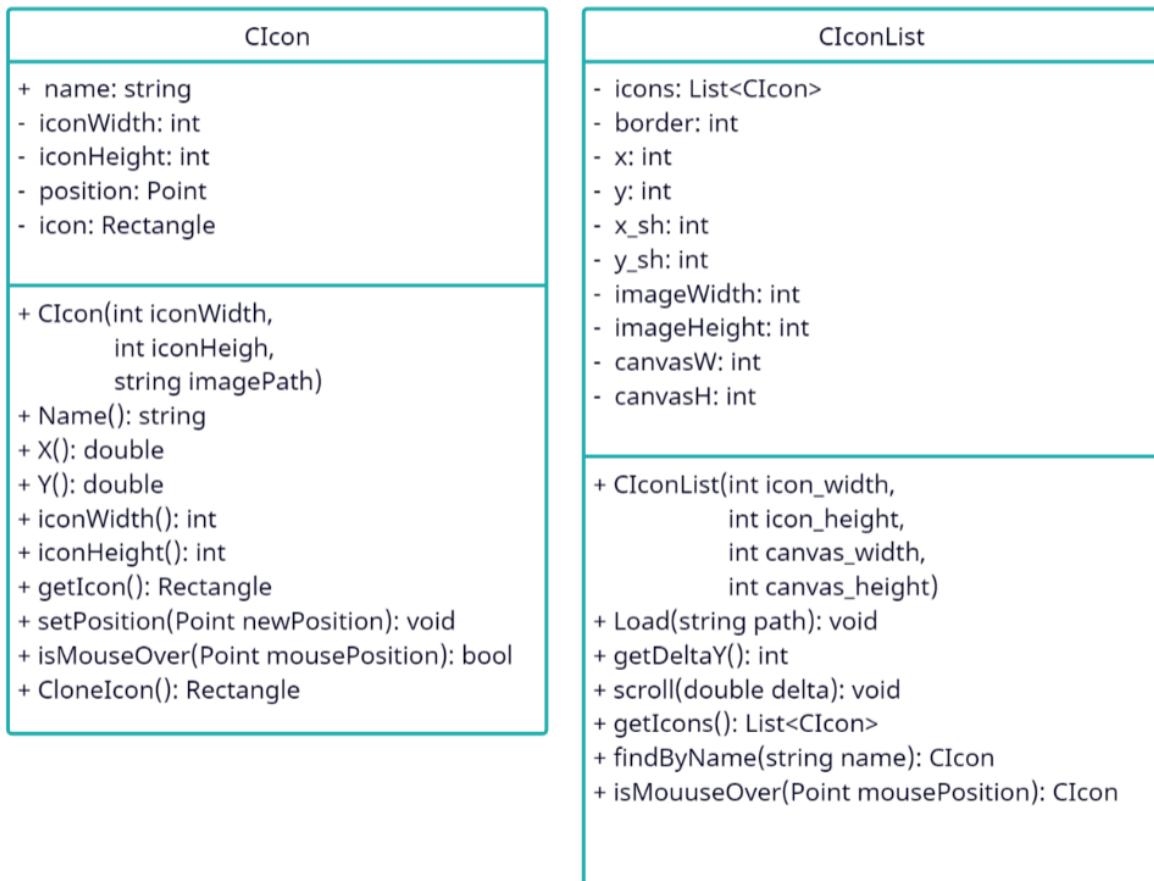 CIcon
+ name: string
- iconWidth: int
- iconHeight: int
- position: Point
- icon: Rectangle
+ CIcon(int iconWidth,
int iconHeigh,
string imagePath)
+ Name(): string
+ X(): double
+ Y(): double
+ iconWidth(): int
+ iconHeight(): int
+ getIcon(): Rectangle
+ setPosition(Point newPosition): void
+ isMouseOver(Point mousePosition): bool
+ CloneIcon(): Rectangle
CIconList
- icons: List<CIcon>
- border: int
- x: int
- y: int
- x_sh: int
- y_sh: int
- imageWidth: int
- imageHeight: int
- canvasW: int
- canvasH: int
+ CIconList(int icon_width,
int icon_height,
int canvas_width,
int canvas_height)
+ Load(string path): void
+ getDeltaY(): int
+ scroll(double delta): void
+ getIcons(): List<CIcon>
+ findByName(string name): CIcon
+ isMouuseOver(Point mousePosition): CIcon